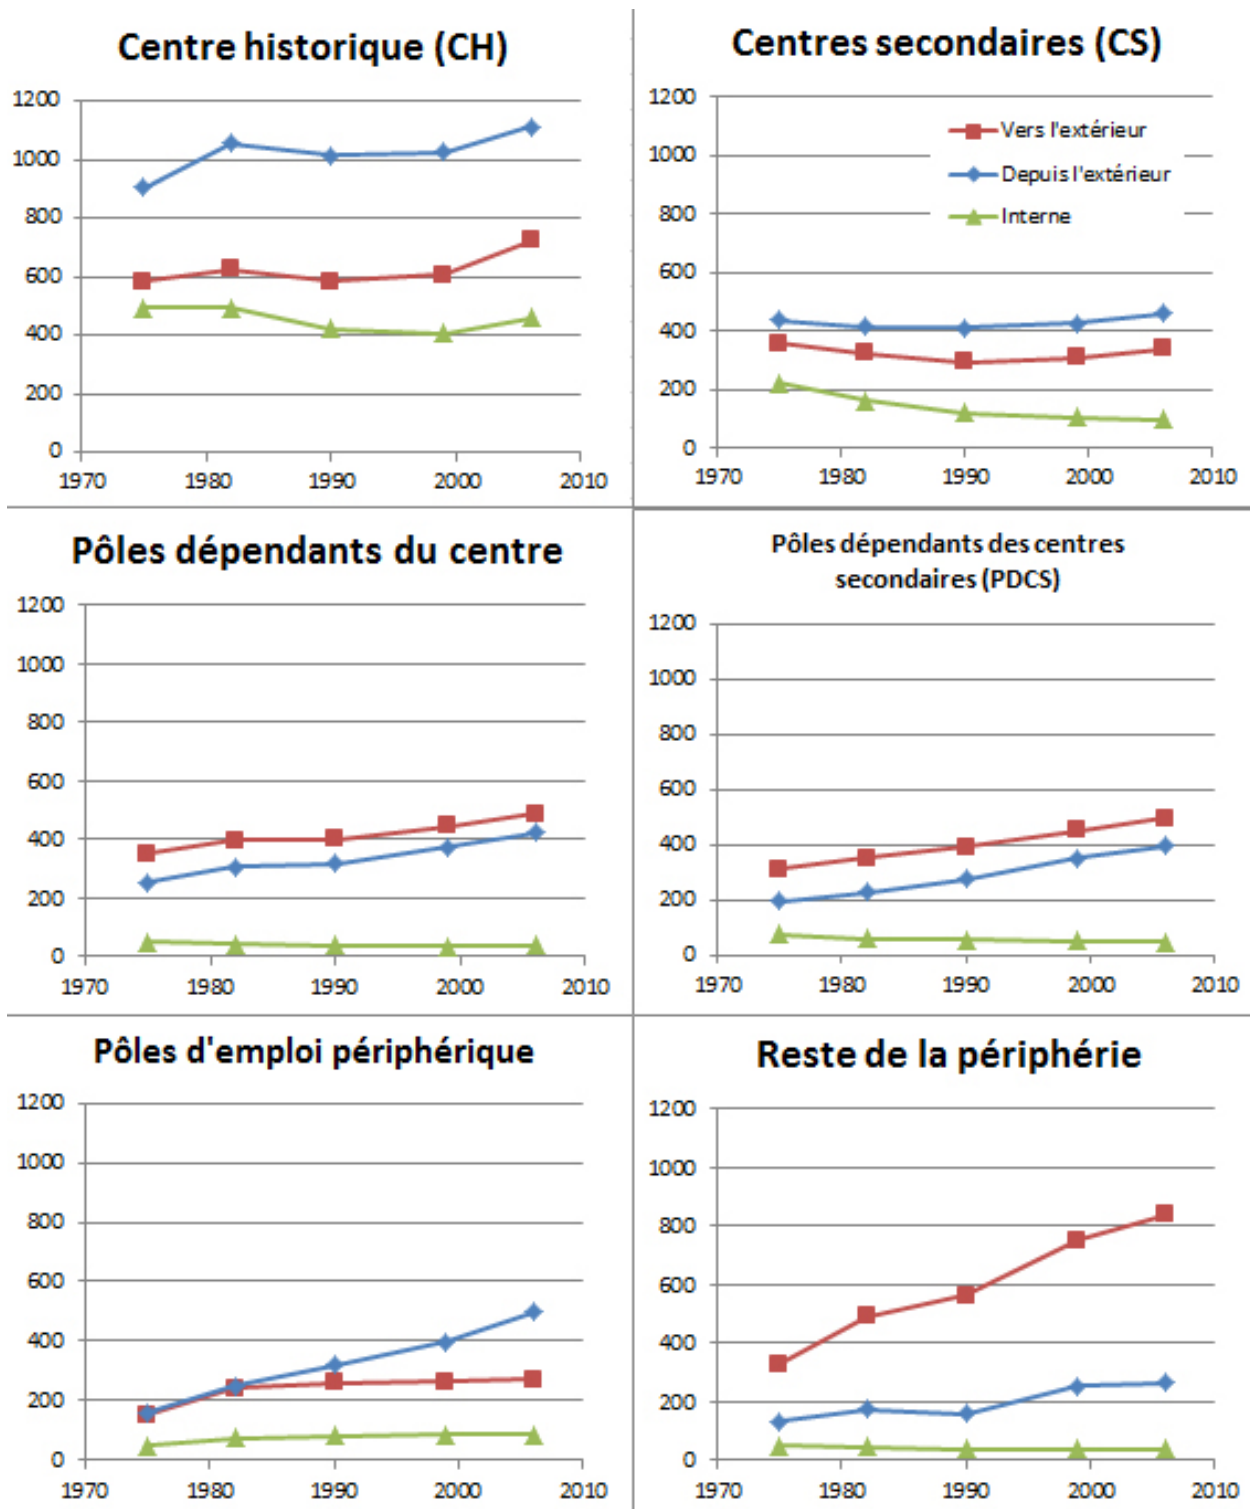 Centre historique (CH)
1200
1000
800
600
400
200
0
1970 1980 1990 2000 2010
Centres secondaires (CS)
1200
1000
800
600
400
200
0
1970 1980 1990 2000 2010
Vers l'extérieur
Depuis l'extérieur
Interne
Pôles dépendants du centre
1200
1000
800
600
400
200
0
1970 1980 1990 2000 2010
Pôles dépendants des centres
secondaires (PDCS)
1200
1000
800
600
400
200
0
1970 1980 1990 2000 2010
Pôles d'emploi périphérique
1200
1000
800
600
400
200
0
1970 1980 1990 2000 2010
Reste de la périphérie
1200
1000
800
600
400
200
0
1970 1980 1990 2000 2010